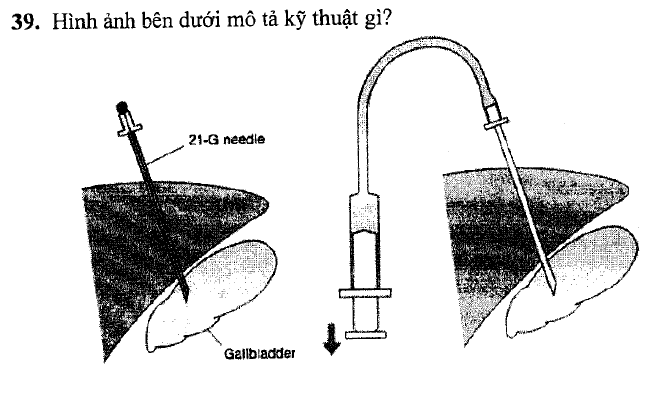 39. Hình ảnh bên dưới mô tả kỹ thuật gì?
21-G needle
Gallbladder